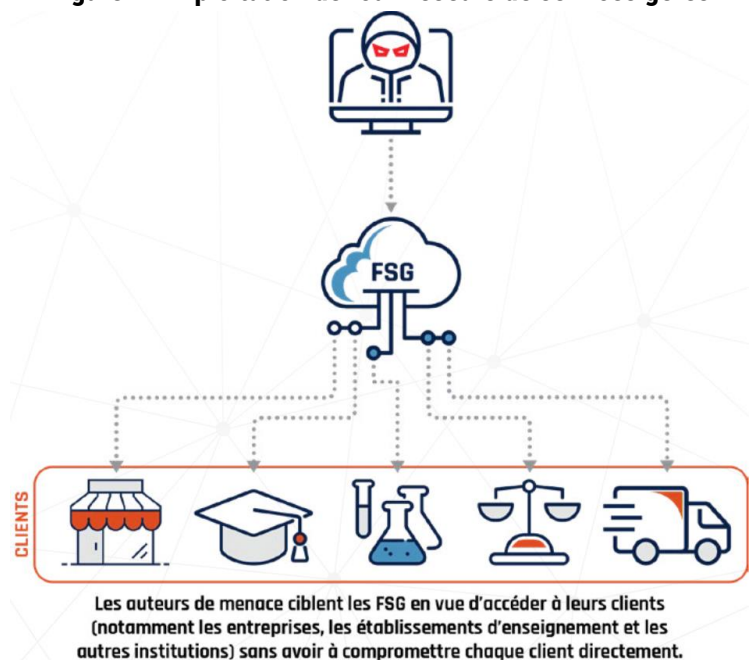 FSG
CLIENTS
Les auteurs de menace ciblent les FSG en vue d'accéder à leurs clients
(notamment les entreprises, les établissements d'enseignement et les
autres institutions) sans avoir à compromettre chaque client directement.